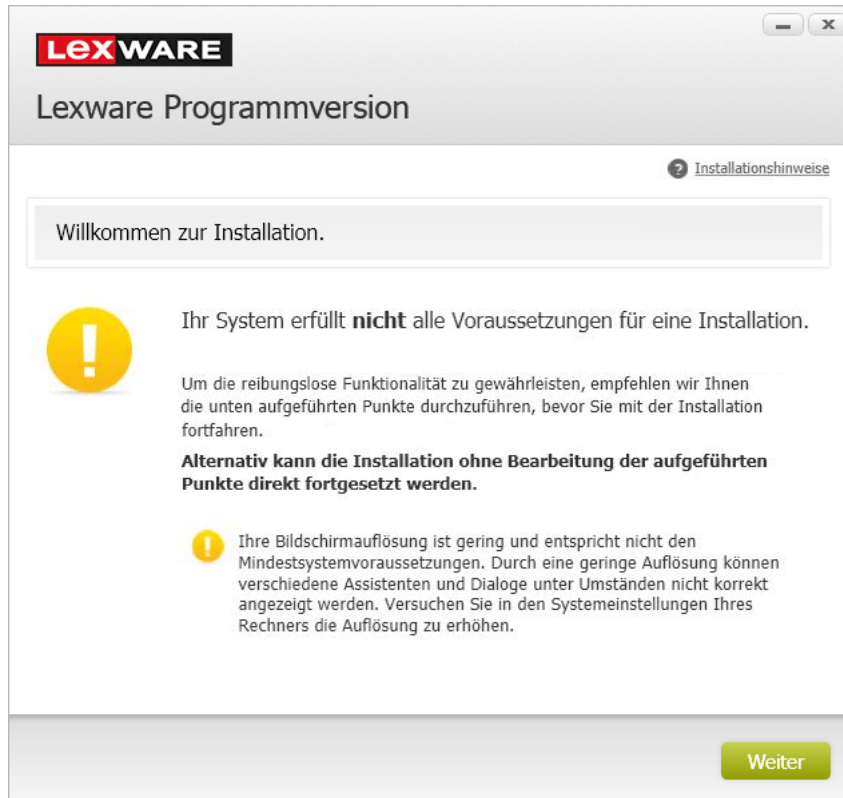 LEXWARE
Lexware Programmversion
? Installationshinweise
Willkommen zur Installation.
Ihr System erfüllt nicht alle Voraussetzungen für eine Installation.
Um die reibungslose Funktionalität zu gewährleisten, empfehlen wir Ihnen
die unten aufgeführten Punkte durchzuführen, bevor Sie mit der Installation
fortfahren.
Alternativ kann die Installation ohne Bearbeitung der aufgeführten
Punkte direkt fortgesetzt werden.
Ihre Bildschirmauflösung ist gering und entspricht nicht den
Mindestsystemvoraussetzungen. Durch eine geringe Auflösung können
verschiedene Assistenten und Dialoge unter Umständen nicht korrekt
angezeigt werden. Versuchen Sie in den Systemeinstellungen Ihres
Rechners die Auflösung zu erhöhen.
Weiter